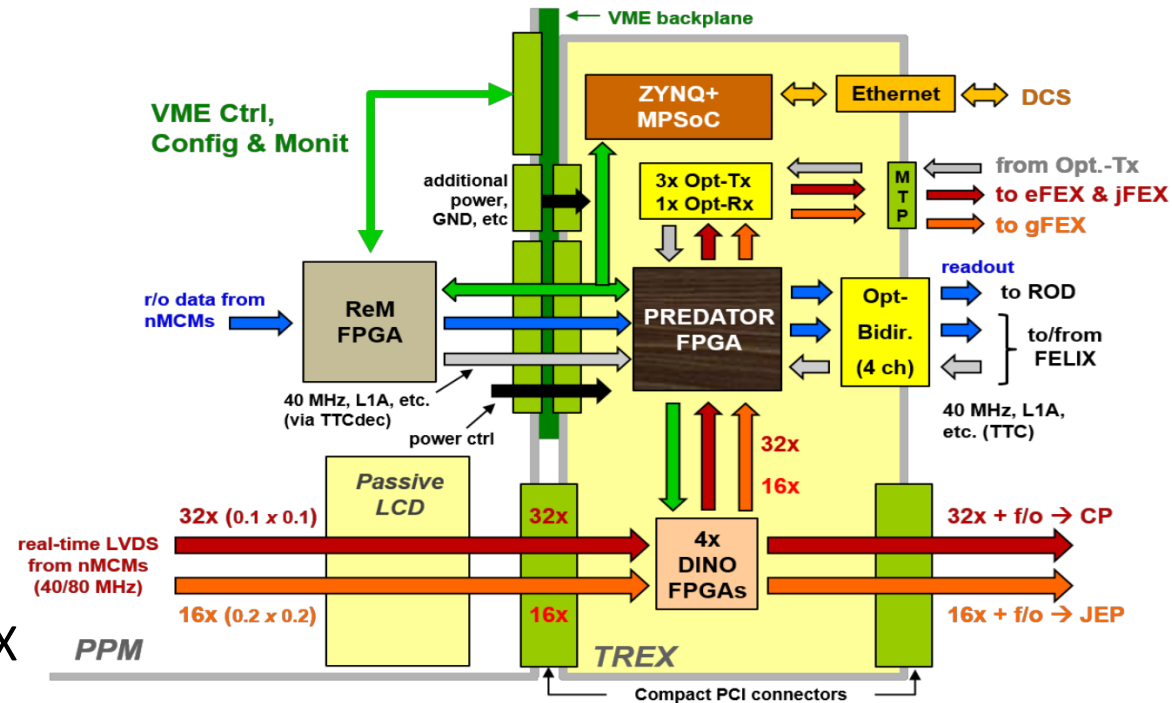 VME backplane
ZYNQ+
MPSoC
Ethernet
DCS
VME Ctrl,
Config & Monit
additional
power,
GND, etc
3x Opt-Tx
1x Opt-Rx
M
T
P
from Opt.-Tx
to eFEX & jFEX
to gFEX
r/o data from
nMCMs
ReM
FPGA
PREDATOR
FPGA
Opt-
Bidir.
(4 ch)
readout
to ROD
to/from
FELIX
40 MHz, L1A, etc.
(via TTCdec)
power ctrl
40 MHz, L1A,
etc. (TTC)
32x
16x
Passive
LCD
32x (0.1 x 0.1)
32x
4x
DINO
FPGAs
32x + f/o → CP
real-time LVDS
from nMCMs
(40/80 MHz)
16x (0.2 x 0.2)
16x
16x + f/o → JEP
X
PPM
TREX
Compact PCI connectors